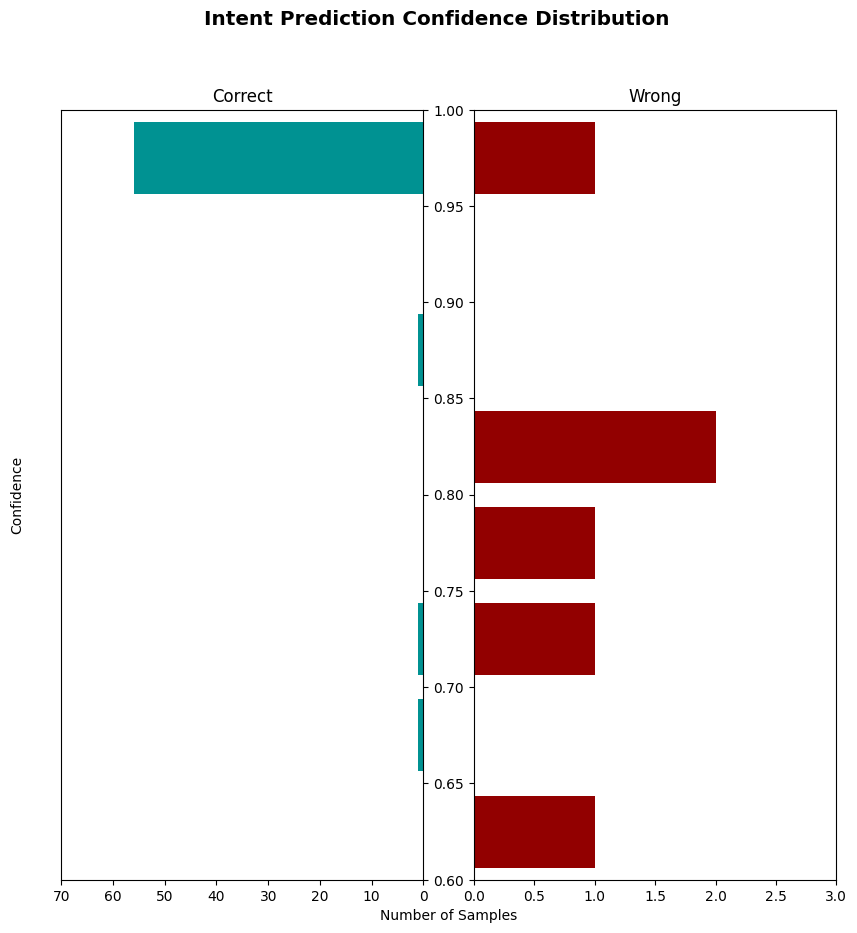 Intent Prediction Confidence Distribution
Correct
Wrong
Confidence
1.00
0.95
0.90
0.85
0.80
0.75
0.70
0.65
0.60
70 60 50 40 30 20 10 0
0.0 0.5 1.0 1.5 2.0 2.5 3.0
Number of Samples